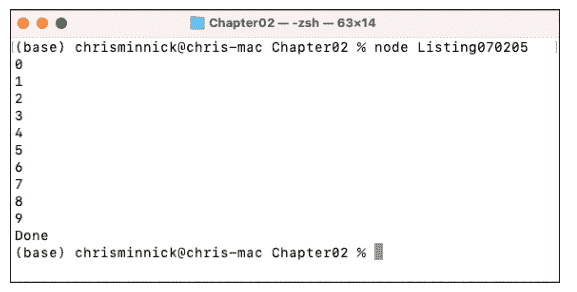 Chapter02 — -zsh — 63×14
(base) chrisminnick@chris-mac Chapter02 % node Listing070205
0
1
2
3
4
5
6
7
8
9
Done
(base) chrisminnick@chris-mac Chapter02 %